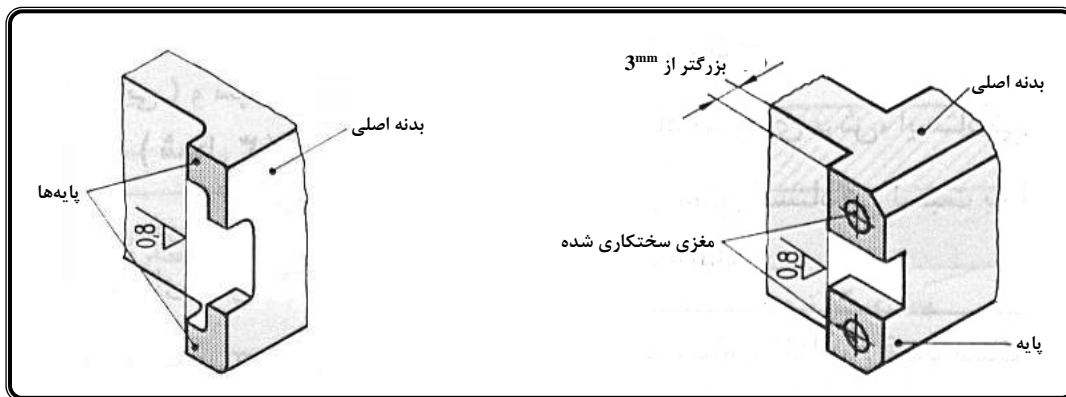 بزرگتر از 3mm
بدنه اصلی
بدنه اصلی
پایه‌ها
0,8
مغزی سختکاری شده
0,8
پایه